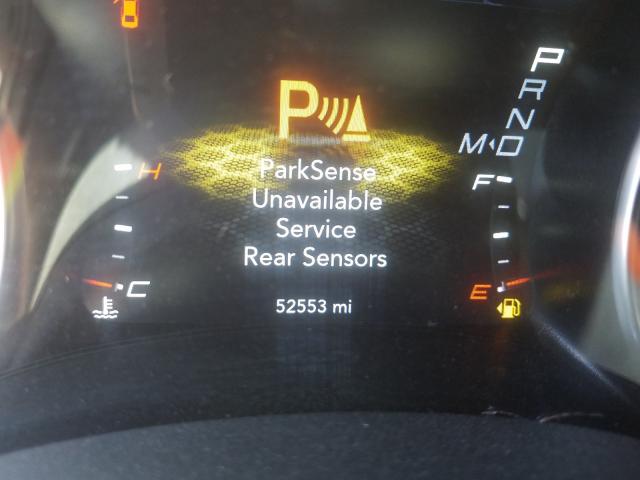 P
P
R
N
M D
H
F
ParkSense
Unavailable
Service
Rear Sensors
C
E
52553 mi